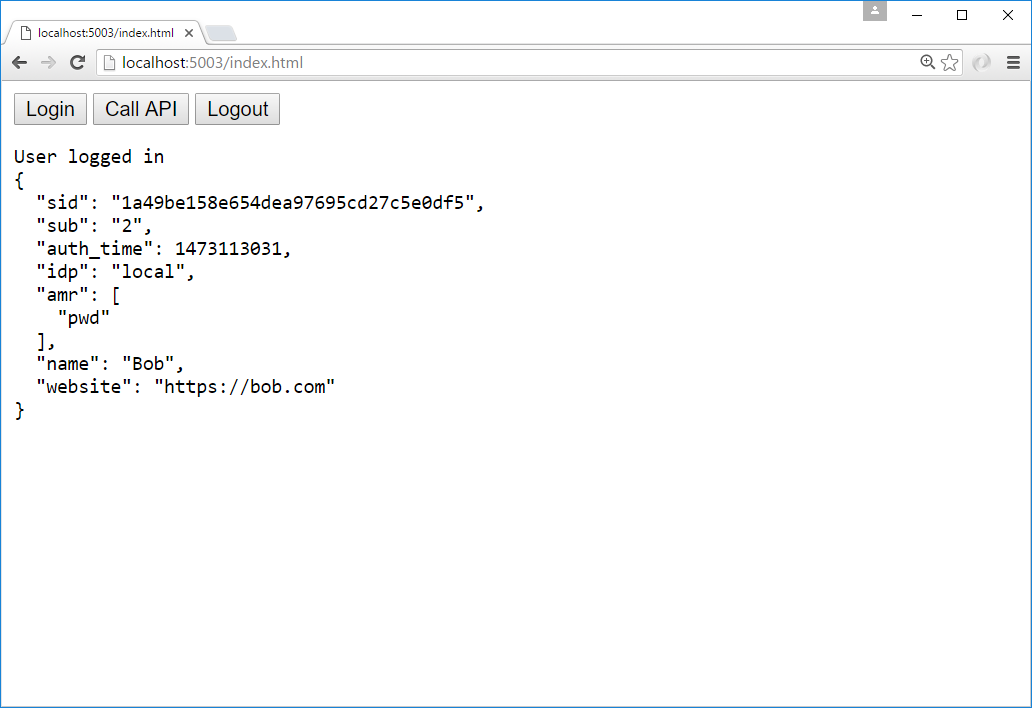 localhost:5003/index.html
localhost:5003/index.html
Login Call API Logout
User logged in
{
  "sid": "1a49be158e654dea97695cd27c5e0df5",
  "sub": "2",
  "auth_time": 1473113031,
  "idp": "local",
  "amr": [
    "pwd"
  ],
  "name": "Bob",
  "website": "https://bob.com"
}